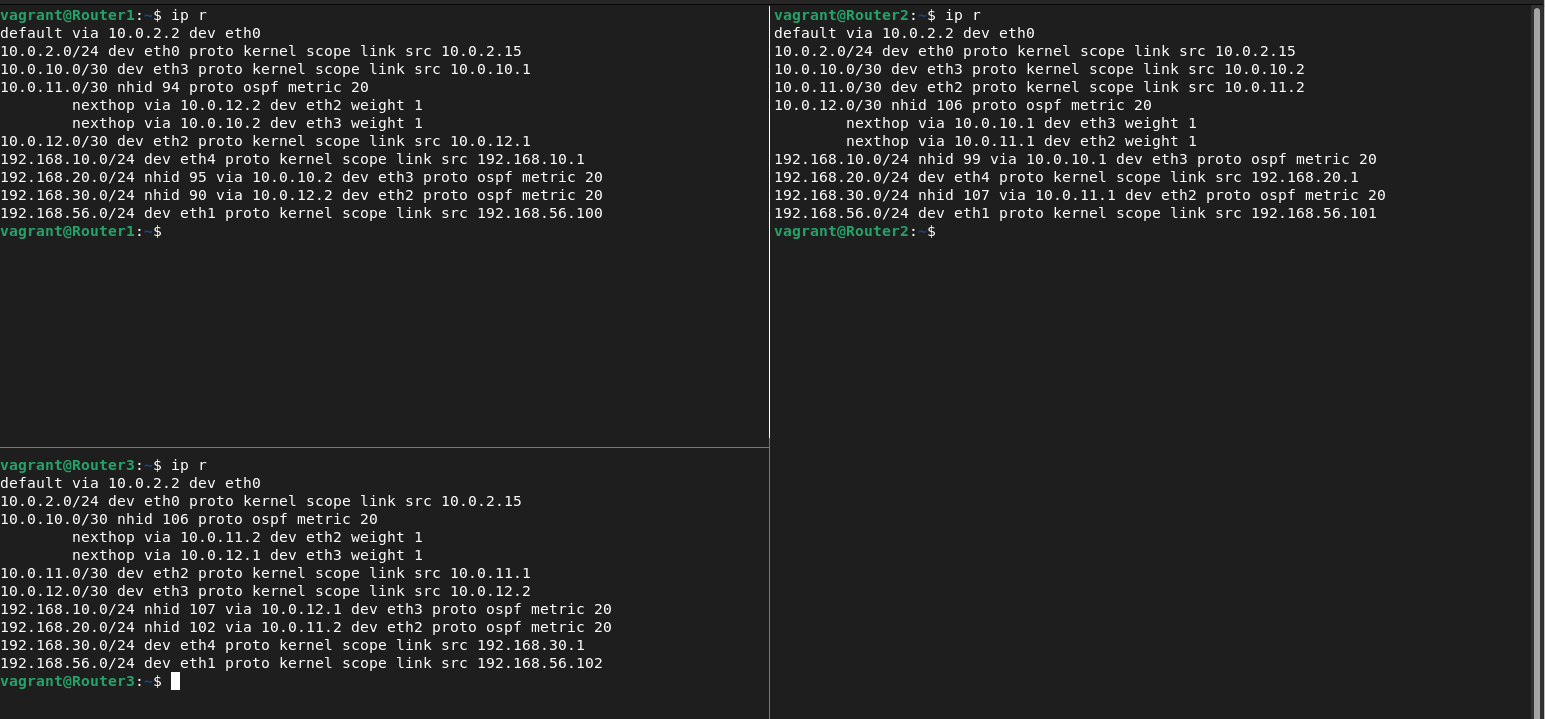 vagrant@Router1:~$ ip r
default via 10.0.2.2 dev eth0
10.0.2.0/24 dev eth0 proto kernel scope link src 10.0.2.15
10.0.10.0/30 dev eth3 proto kernel scope link src 10.0.10.1
10.0.11.0/30 nhid 94 proto ospf metric 20
        nexthop via 10.0.12.2 dev eth2 weight 1
        nexthop via 10.0.10.2 dev eth3 weight 1
10.0.12.0/30 dev eth2 proto kernel scope link src 10.0.12.1
192.168.10.0/24 dev eth4 proto kernel scope link src 192.168.10.1
192.168.20.0/24 nhid 95 via 10.0.10.2 dev eth3 proto ospf metric 20
192.168.30.0/24 nhid 90 via 10.0.12.2 dev eth2 proto ospf metric 20
192.168.56.0/24 dev eth1 proto kernel scope link src 192.168.56.100
vagrant@Router1:~$
vagrant@Router2:~$ ip r
default via 10.0.2.2 dev eth0
10.0.2.0/24 dev eth0 proto kernel scope link src 10.0.2.15
10.0.10.0/30 dev eth3 proto kernel scope link src 10.0.10.2
10.0.11.0/30 dev eth2 proto kernel scope link src 10.0.11.2
10.0.12.0/30 nhid 106 proto ospf metric 20
        nexthop via 10.0.10.1 dev eth3 weight 1
        nexthop via 10.0.11.1 dev eth2 weight 1
192.168.10.0/24 nhid 99 via 10.0.10.1 dev eth3 proto ospf metric 20
192.168.20.0/24 dev eth4 proto kernel scope link src 192.168.20.1
192.168.30.0/24 nhid 107 via 10.0.11.1 dev eth2 proto ospf metric 20
192.168.56.0/24 dev eth1 proto kernel scope link src 192.168.56.101
vagrant@Router2:~$
vagrant@Router3:~$ ip r
default via 10.0.2.2 dev eth0
10.0.2.0/24 dev eth0 proto kernel scope link src 10.0.2.15
10.0.10.0/30 nhid 106 proto ospf metric 20
        nexthop via 10.0.11.2 dev eth2 weight 1
        nexthop via 10.0.12.1 dev eth3 weight 1
10.0.11.0/30 dev eth2 proto kernel scope link src 10.0.11.1
10.0.12.0/30 dev eth3 proto kernel scope link src 10.0.12.2
192.168.10.0/24 nhid 107 via 10.0.12.1 dev eth3 proto ospf metric 20
192.168.20.0/24 nhid 102 via 10.0.11.2 dev eth2 proto ospf metric 20
192.168.30.0/24 dev eth4 proto kernel scope link src 192.168.30.1
192.168.56.0/24 dev eth1 proto kernel scope link src 192.168.56.102
vagrant@Router3:~$